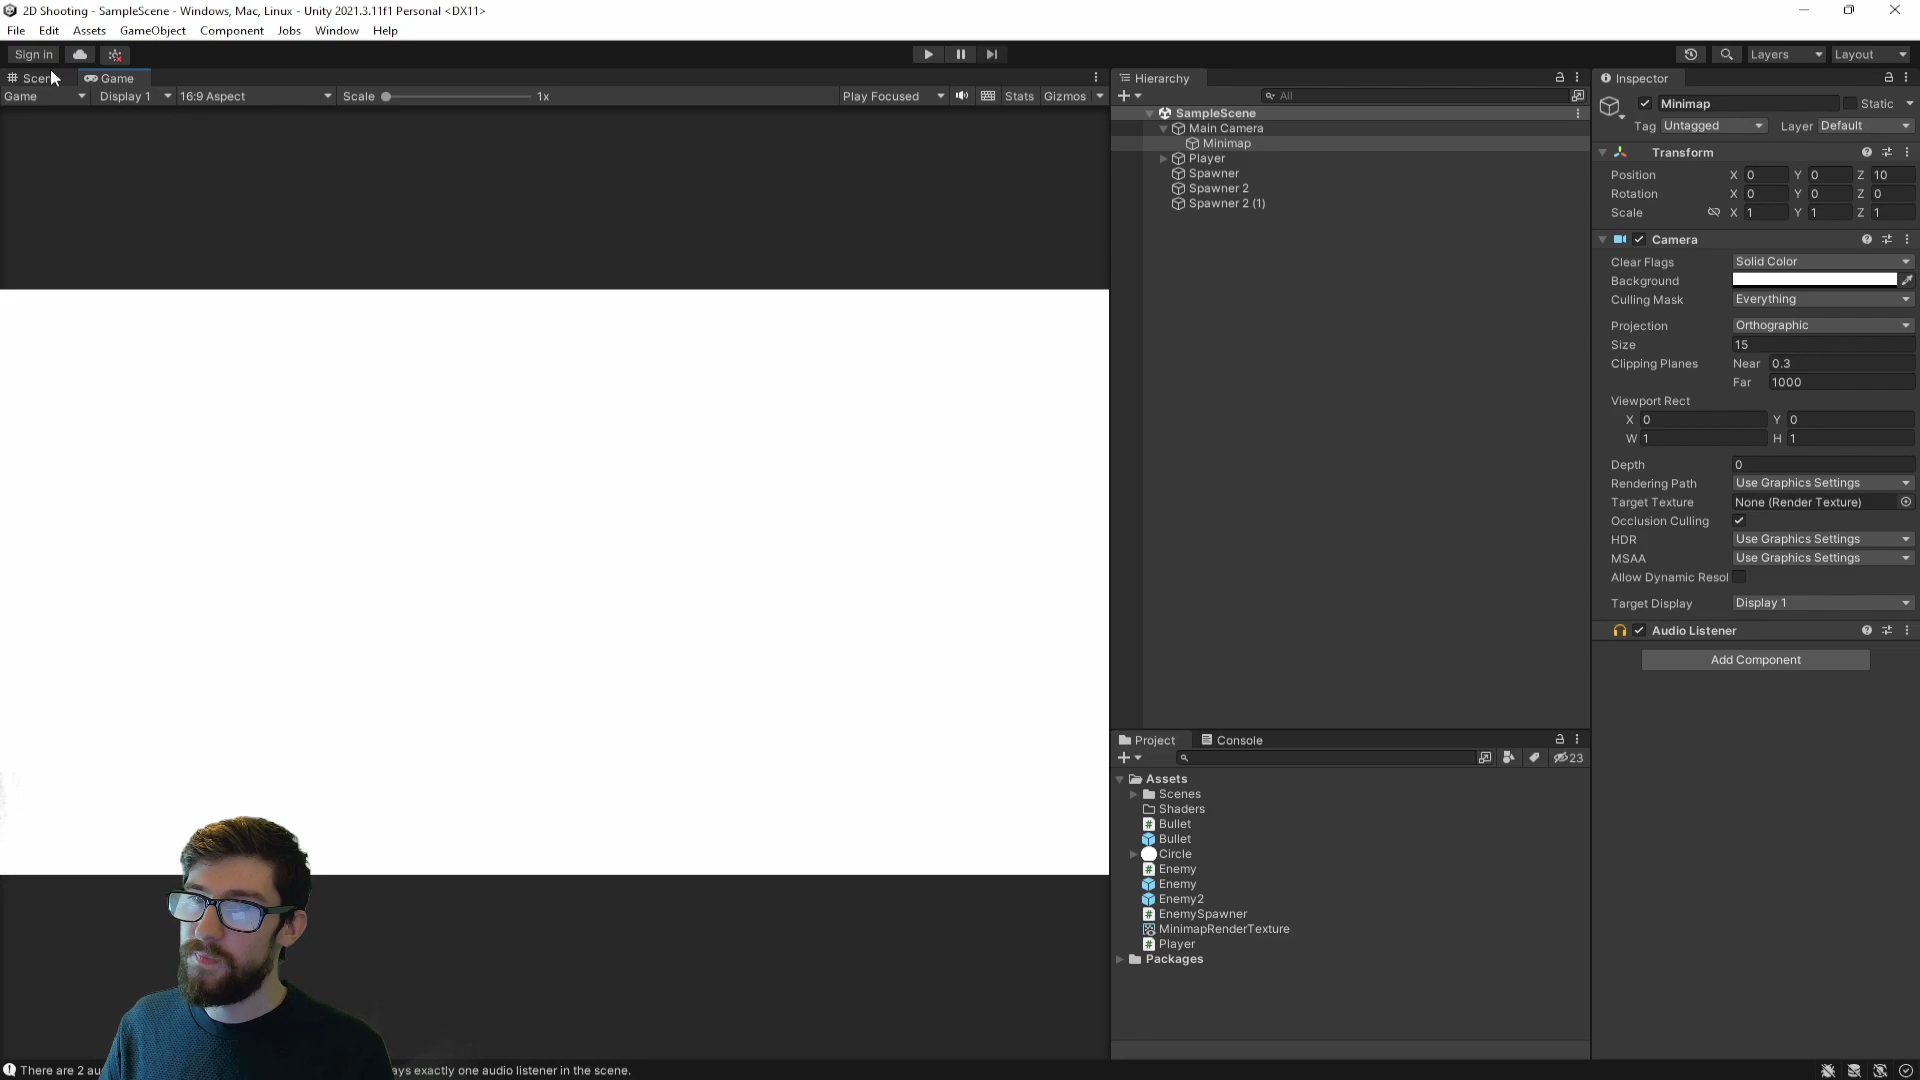 2D Shooting - SampleScene - Windows, Mac, Linux - Unity 2021.3.11f1 Personal <DX11>
File Edit Assets GameObject Component Jobs Window Help
Sign in
Layers Layout
Scen Game
Game Display 1 16:9 Aspect Scale 1x Play Focused Stats Gizmos
Hierarchy
All
SampleScene
Main Camera
Minimap
Player
Spawner
Spawner 2
Spawner 2 (1)
Project Console
23
Assets
Scenes
Shaders
Bullet
Bullet
Circle
Enemy
Enemy
Enemy2
EnemySpawner
MinimapRenderTexture
Player
Packages
Inspector
Minimap Static
Tag Untagged Layer Default
Transform
Position X 0 Y 0 Z 10
Rotation X 0 Y 0 Z 0
Scale X 1 Y 1 Z 1
Camera
Clear Flags Solid Color
Background
Culling Mask Everything
Projection Orthographic
Size 15
Clipping Planes Near 0.3
Far 1000
Viewport Rect
X 0 Y 0
W 1 H 1
Depth 0
Rendering Path Use Graphics Settings
Target Texture None (Render Texture)
Occlusion Culling
HDR Use Graphics Settings
MSAA Use Graphics Settings
Allow Dynamic Resol
Target Display Display 1
Audio Listener
Add Component
There are 2 au ays exactly one audio listener in the scene.